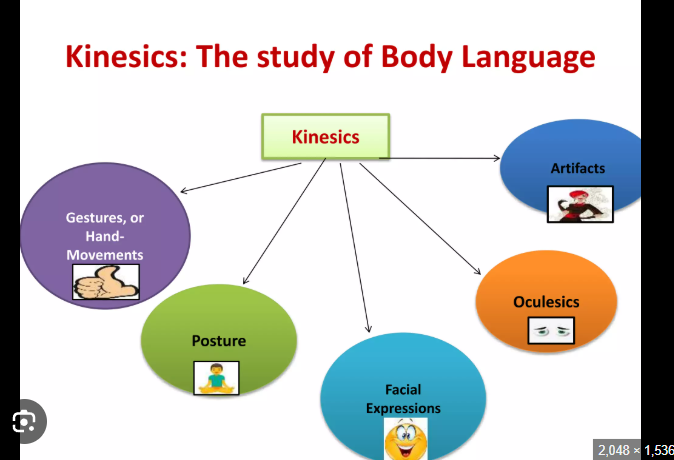 Kinesics: The study of Body Language
Kinesics
Artifacts
Gestures, or
Hand-
Movements
Oculesics
Posture
Facial
Expressions
2,048 × 1,536